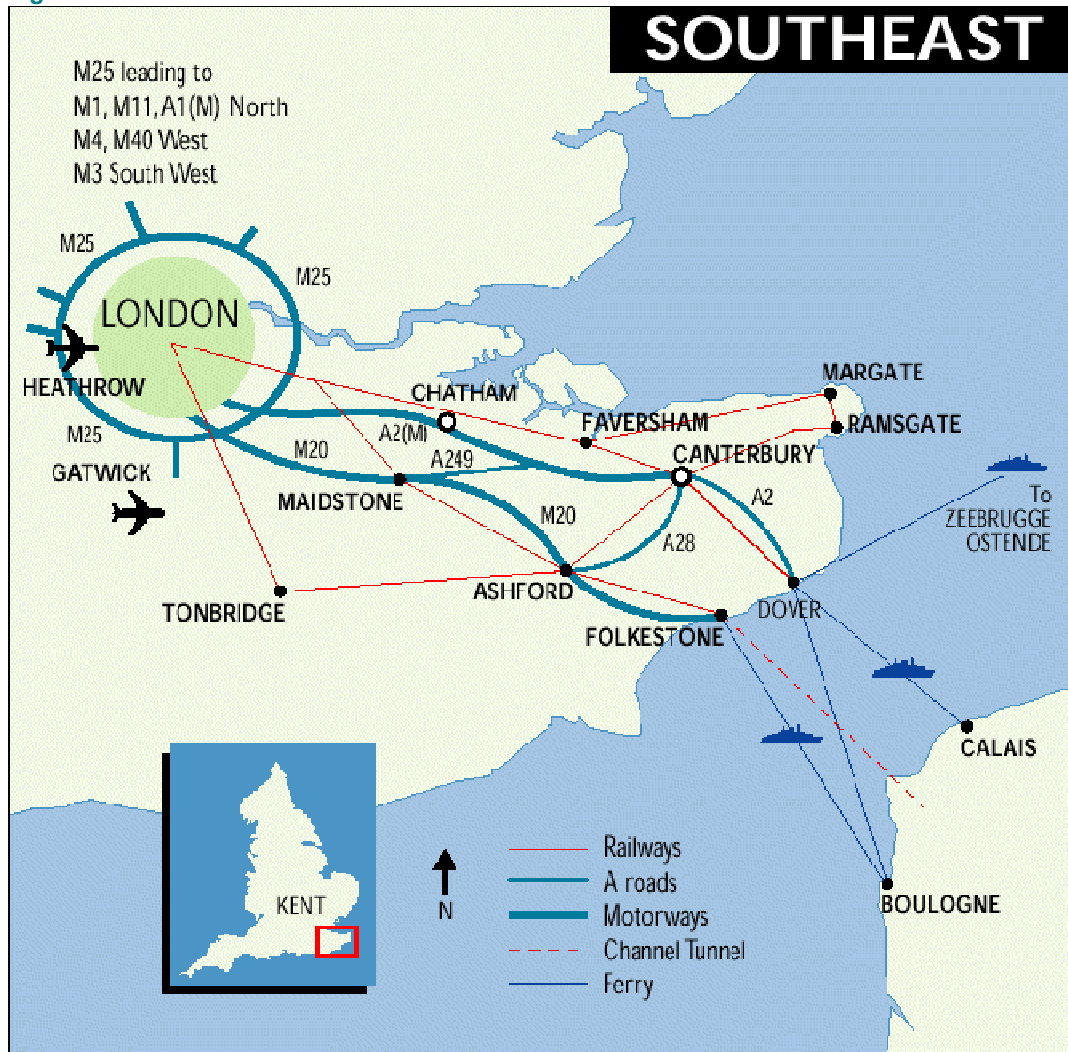 SOUTHEAST
M25 leading to
M1, M11, A1(M) North
M4, M40 West
M3 South West
M25
M25
LONDON
HEATHROW
M25
GATWICK
M20
A2(M)
CHATHAM
A249
MAIDSTONE
FAVERSHAM
MARGATE
RAMSGATE
CANTERBURY
A2
M20
A28
To
ZEEBRUGGE
OSTENDE
ASHFORD
TONBRIDGE
DOVER
FOLKESTONE
CALAIS
BOULOGNE
KENT
N
Railways
A roads
Motorways
Channel Tunnel
Ferry